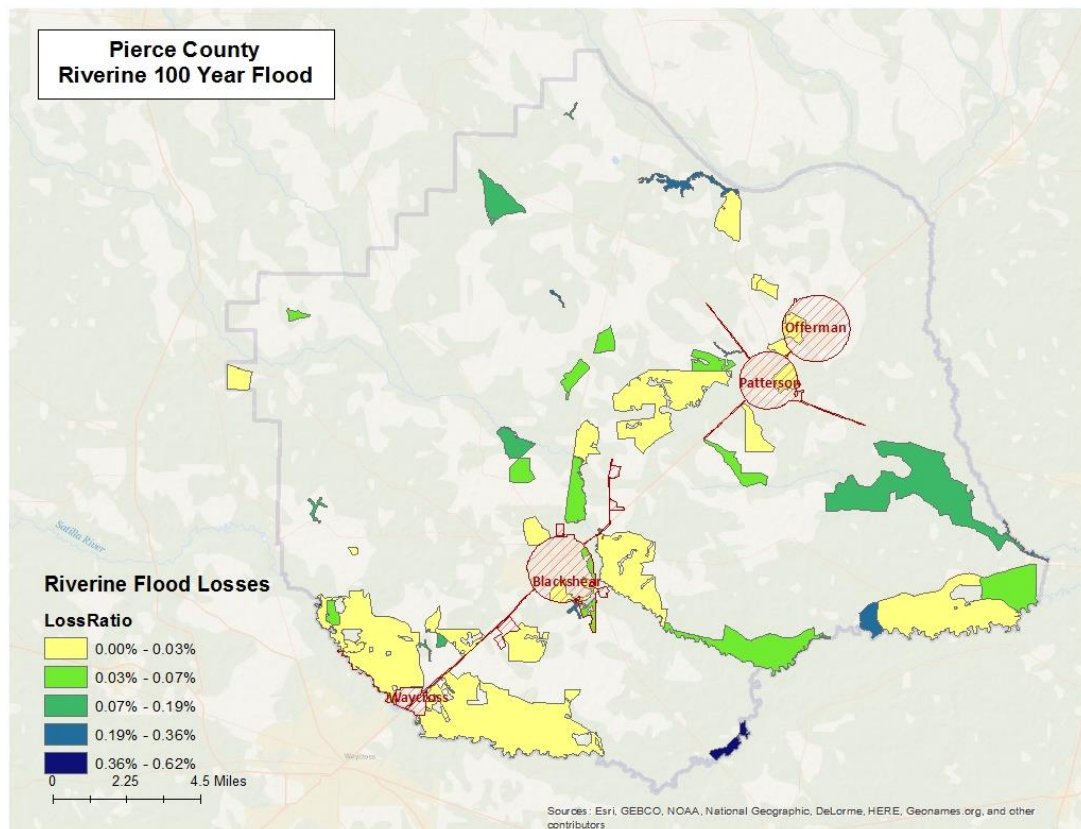 Pierce County
Riverine 100 Year Flood
Offerman
Patterson
Satilla River
Blackshear
Riverine Flood Losses
LossRatio
0.00% - 0.03%
0.03% - 0.07%
0.07% - 0.19%
0.19% - 0.36%
0.36% - 0.62%
Waycross
Waycross
0 2.25 4.5 Miles
Sources: Esri, GEBCO, NOAA, National Geographic, DeLorme, HERE, Geonames.org, and other
contributors